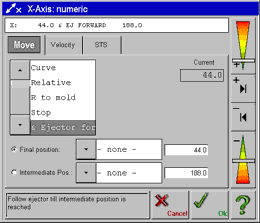 X-Axis: numeric
X: 44.0 & EJ FORWARD 188.0
Move Velocity STS
Curve
Relative
R to mold
Stop
& Ejector for
Current
44.0
Final position: - none - 44.0
Intermediate Pos.: - none - 188.0
Follow ejector till intermediate position is
reached
Cancel Ok ?